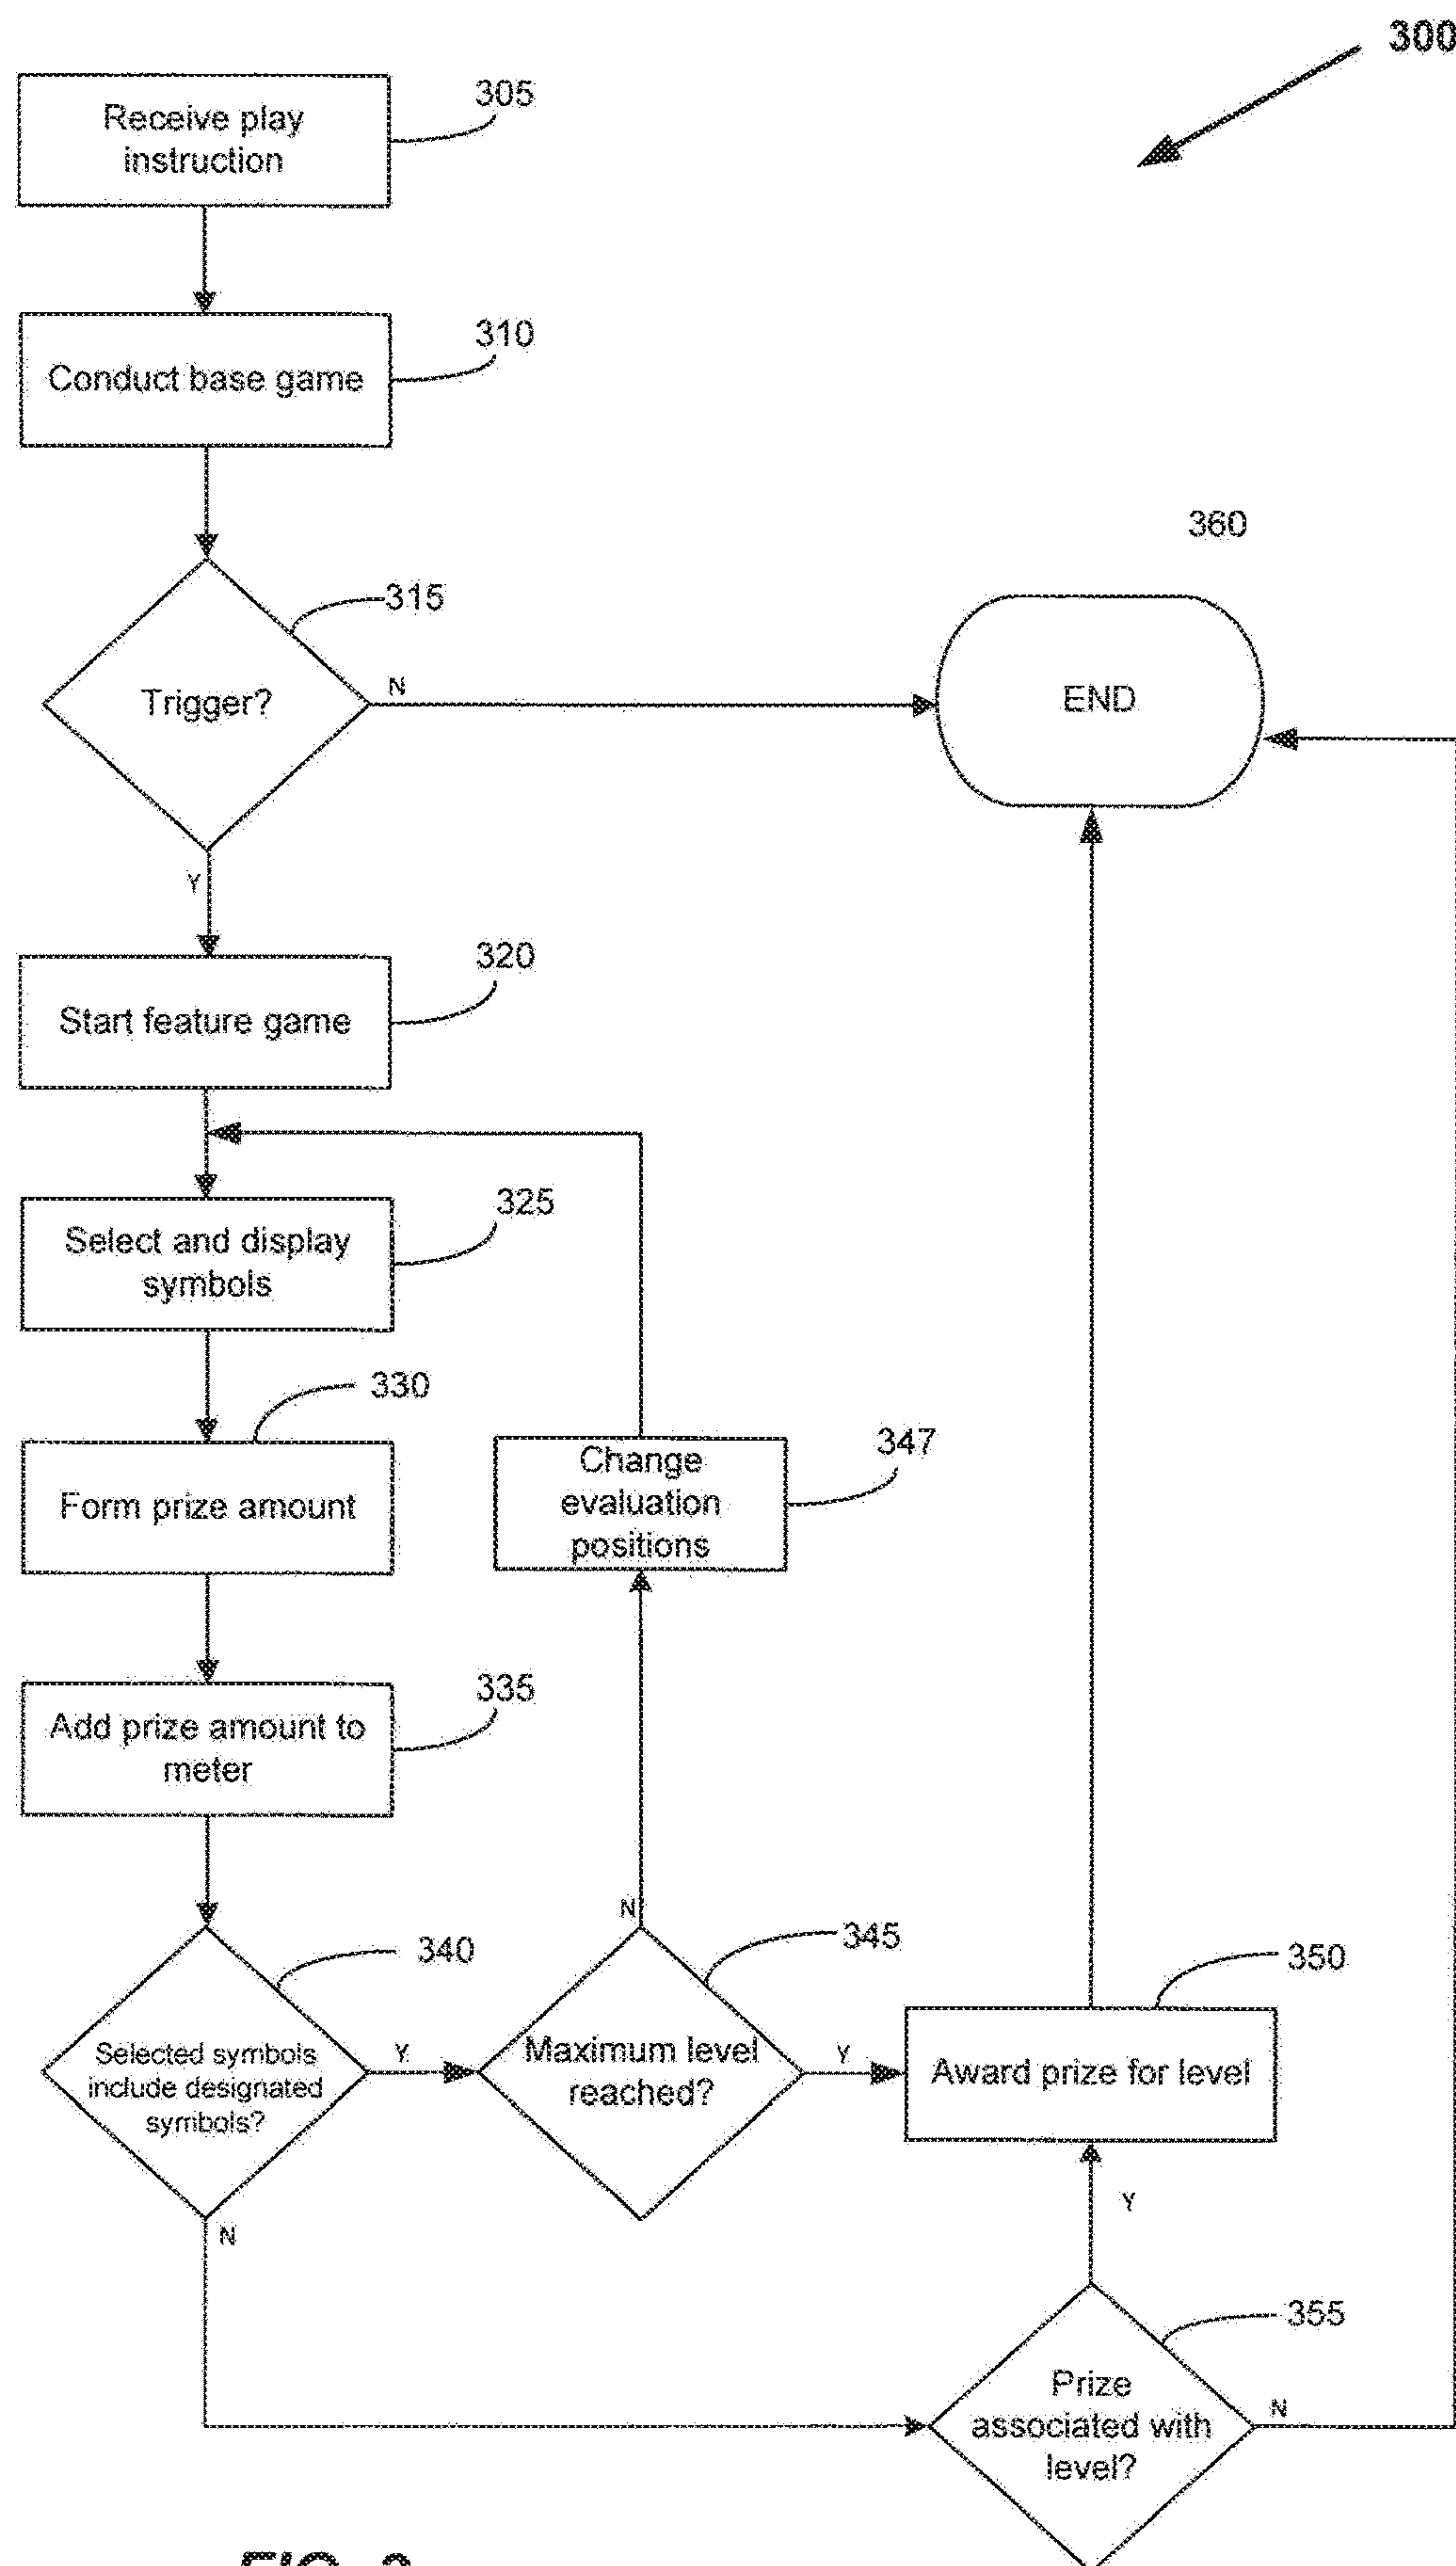 300
Receive play
instruction
305
Conduct base game
310
Trigger?
315
N
Y
360
END
Start feature game
320
Select and display
symbols
325
Form prize amount
330
Change
evaluation
positions
347
Add prize amount to
meter
335
Selected symbols
include designated
symbols?
340
Y
N
Maximum level
reached?
345
N
Y
Award prize for level
350
Y
Prize
associated with
level?
355
N